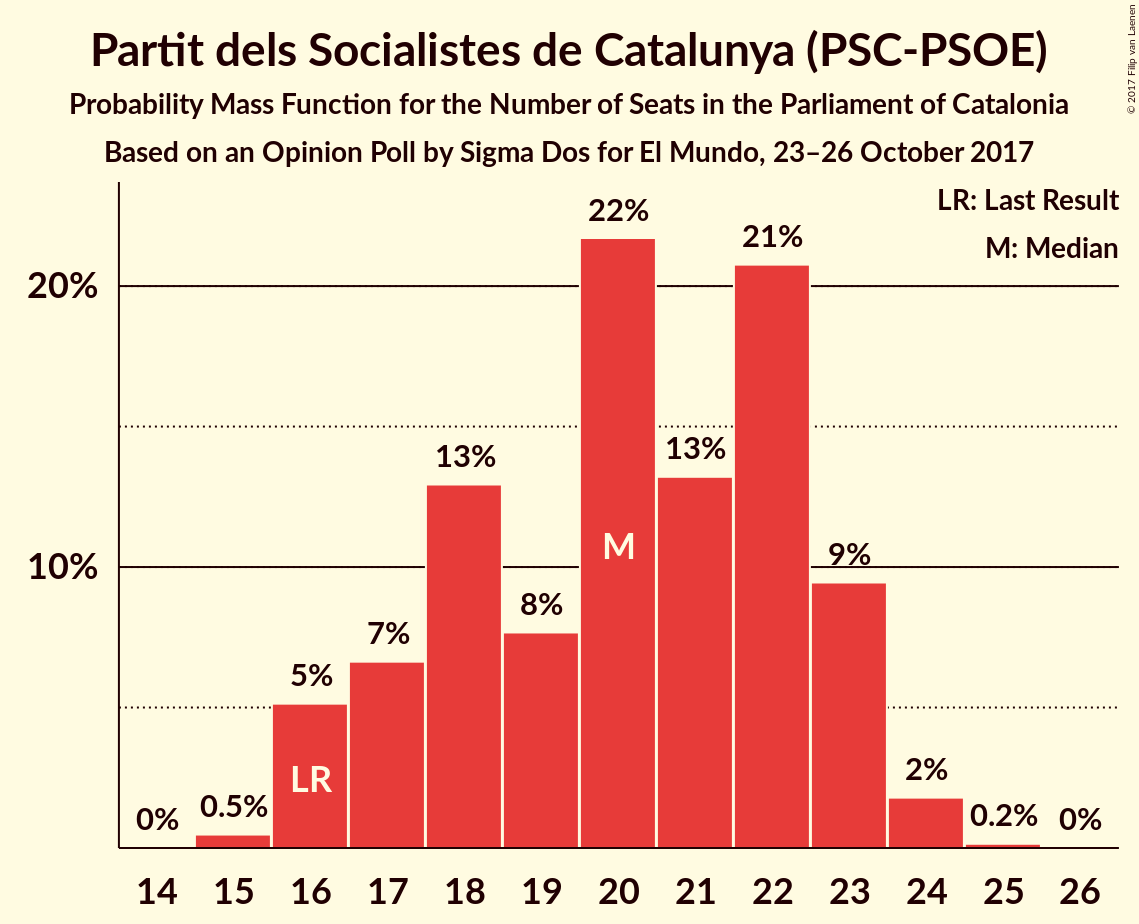 Partit dels Socialistes de Catalunya (PSC-PSOE)
Probability Mass Function for the Number of Seats in the Parliament of Catalonia
Based on an Opinion Poll by Sigma Dos for El Mundo, 23–26 October 2017
© 2017 Filip van Laenen
LR: Last Result
M: Median
20%
10%
0%
0.5%
5%
7%
13%
8%
22%
13%
21%
9%
2%
0.2%
0%
LR
M
14 15 16 17 18 19 20 21 22 23 24 25 26